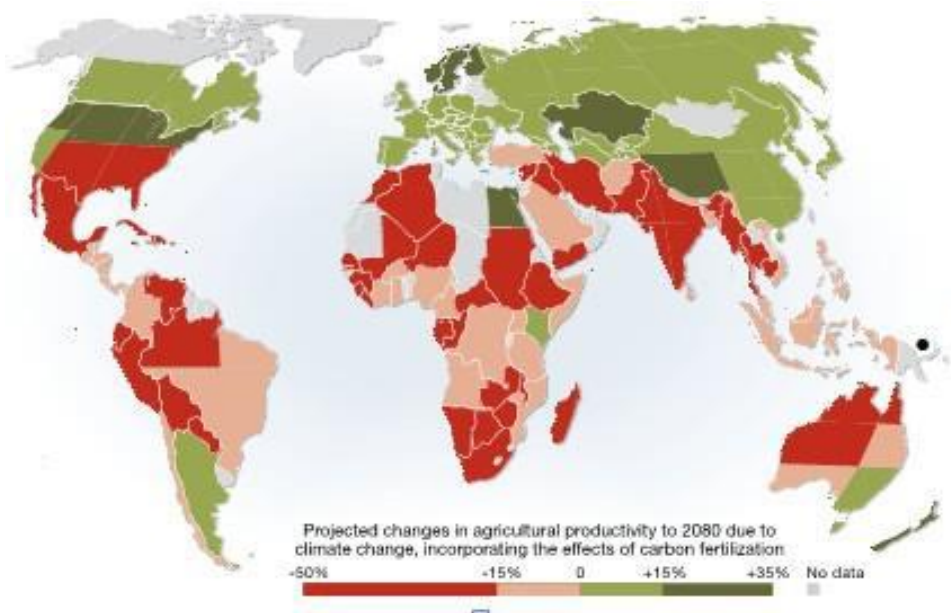 Projected changes in agricultural productivity to 2080 due to
climate change, incorporating the effects of carbon fertilization
-50% -15% 0 +15% +35% No data